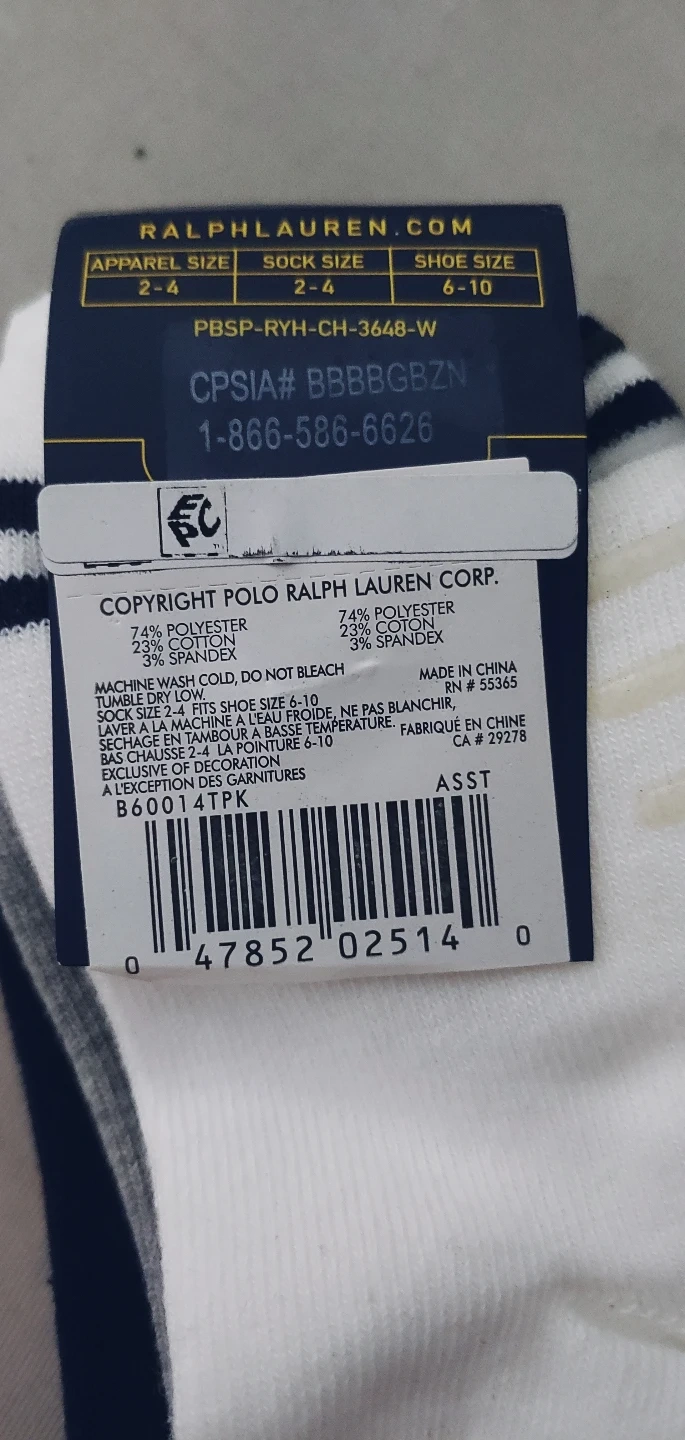 RALPHLAUREN.COM
APPAREL SIZE SOCK SIZE SHOE SIZE
2-4 2-4 6-10
PBSP-RYH-CH-3648-W
CPSIA# BBBBGBZN
1-866-586-6626
EPC
COPYRIGHT POLO RALPH LAUREN CORP.
74% POLYESTER 74% POLYESTER
23% COTTON 23% COTON
3% SPANDEX 3% SPANDEX
MACHINE WASH COLD, DO NOT BLEACH MADE IN CHINA
TUMBLE DRY LOW. RN # 55365
SOCK SIZE 2-4 FITS SHOE SIZE 6-10
LAVER A LA MACHINE A L'EAU FROIDE, NE PAS BLANCHIR,
SECHAGE EN TAMBOUR A BASSE TEMPERATURE. FABRIQUÉ EN CHINE
BAS CHAUSSE 2-4 LA POINTURE 6-10 CA # 29278
EXCLUSIVE OF DECORATION
A L'EXCEPTION DES GARNITURES
B60014TPK ASST
0 47852 02514 0